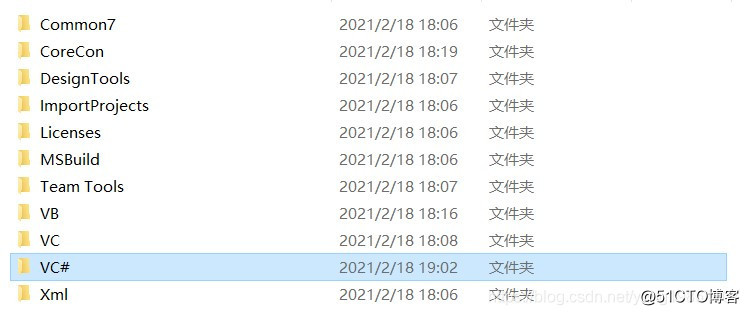 Common7 2021/2/18 18:06 文件夹
CoreCon 2021/2/18 18:19 文件夹
DesignTools 2021/2/18 18:07 文件夹
ImportProjects 2021/2/18 18:06 文件夹
Licenses 2021/2/18 18:06 文件夹
MSBuild 2021/2/18 18:06 文件夹
Team Tools 2021/2/18 18:07 文件夹
VB 2021/2/18 18:16 文件夹
VC 2021/2/18 18:08 文件夹
VC# 2021/2/18 19:02 文件夹
Xml 2021/2/18 18:06 文件夹
@51CTO博客